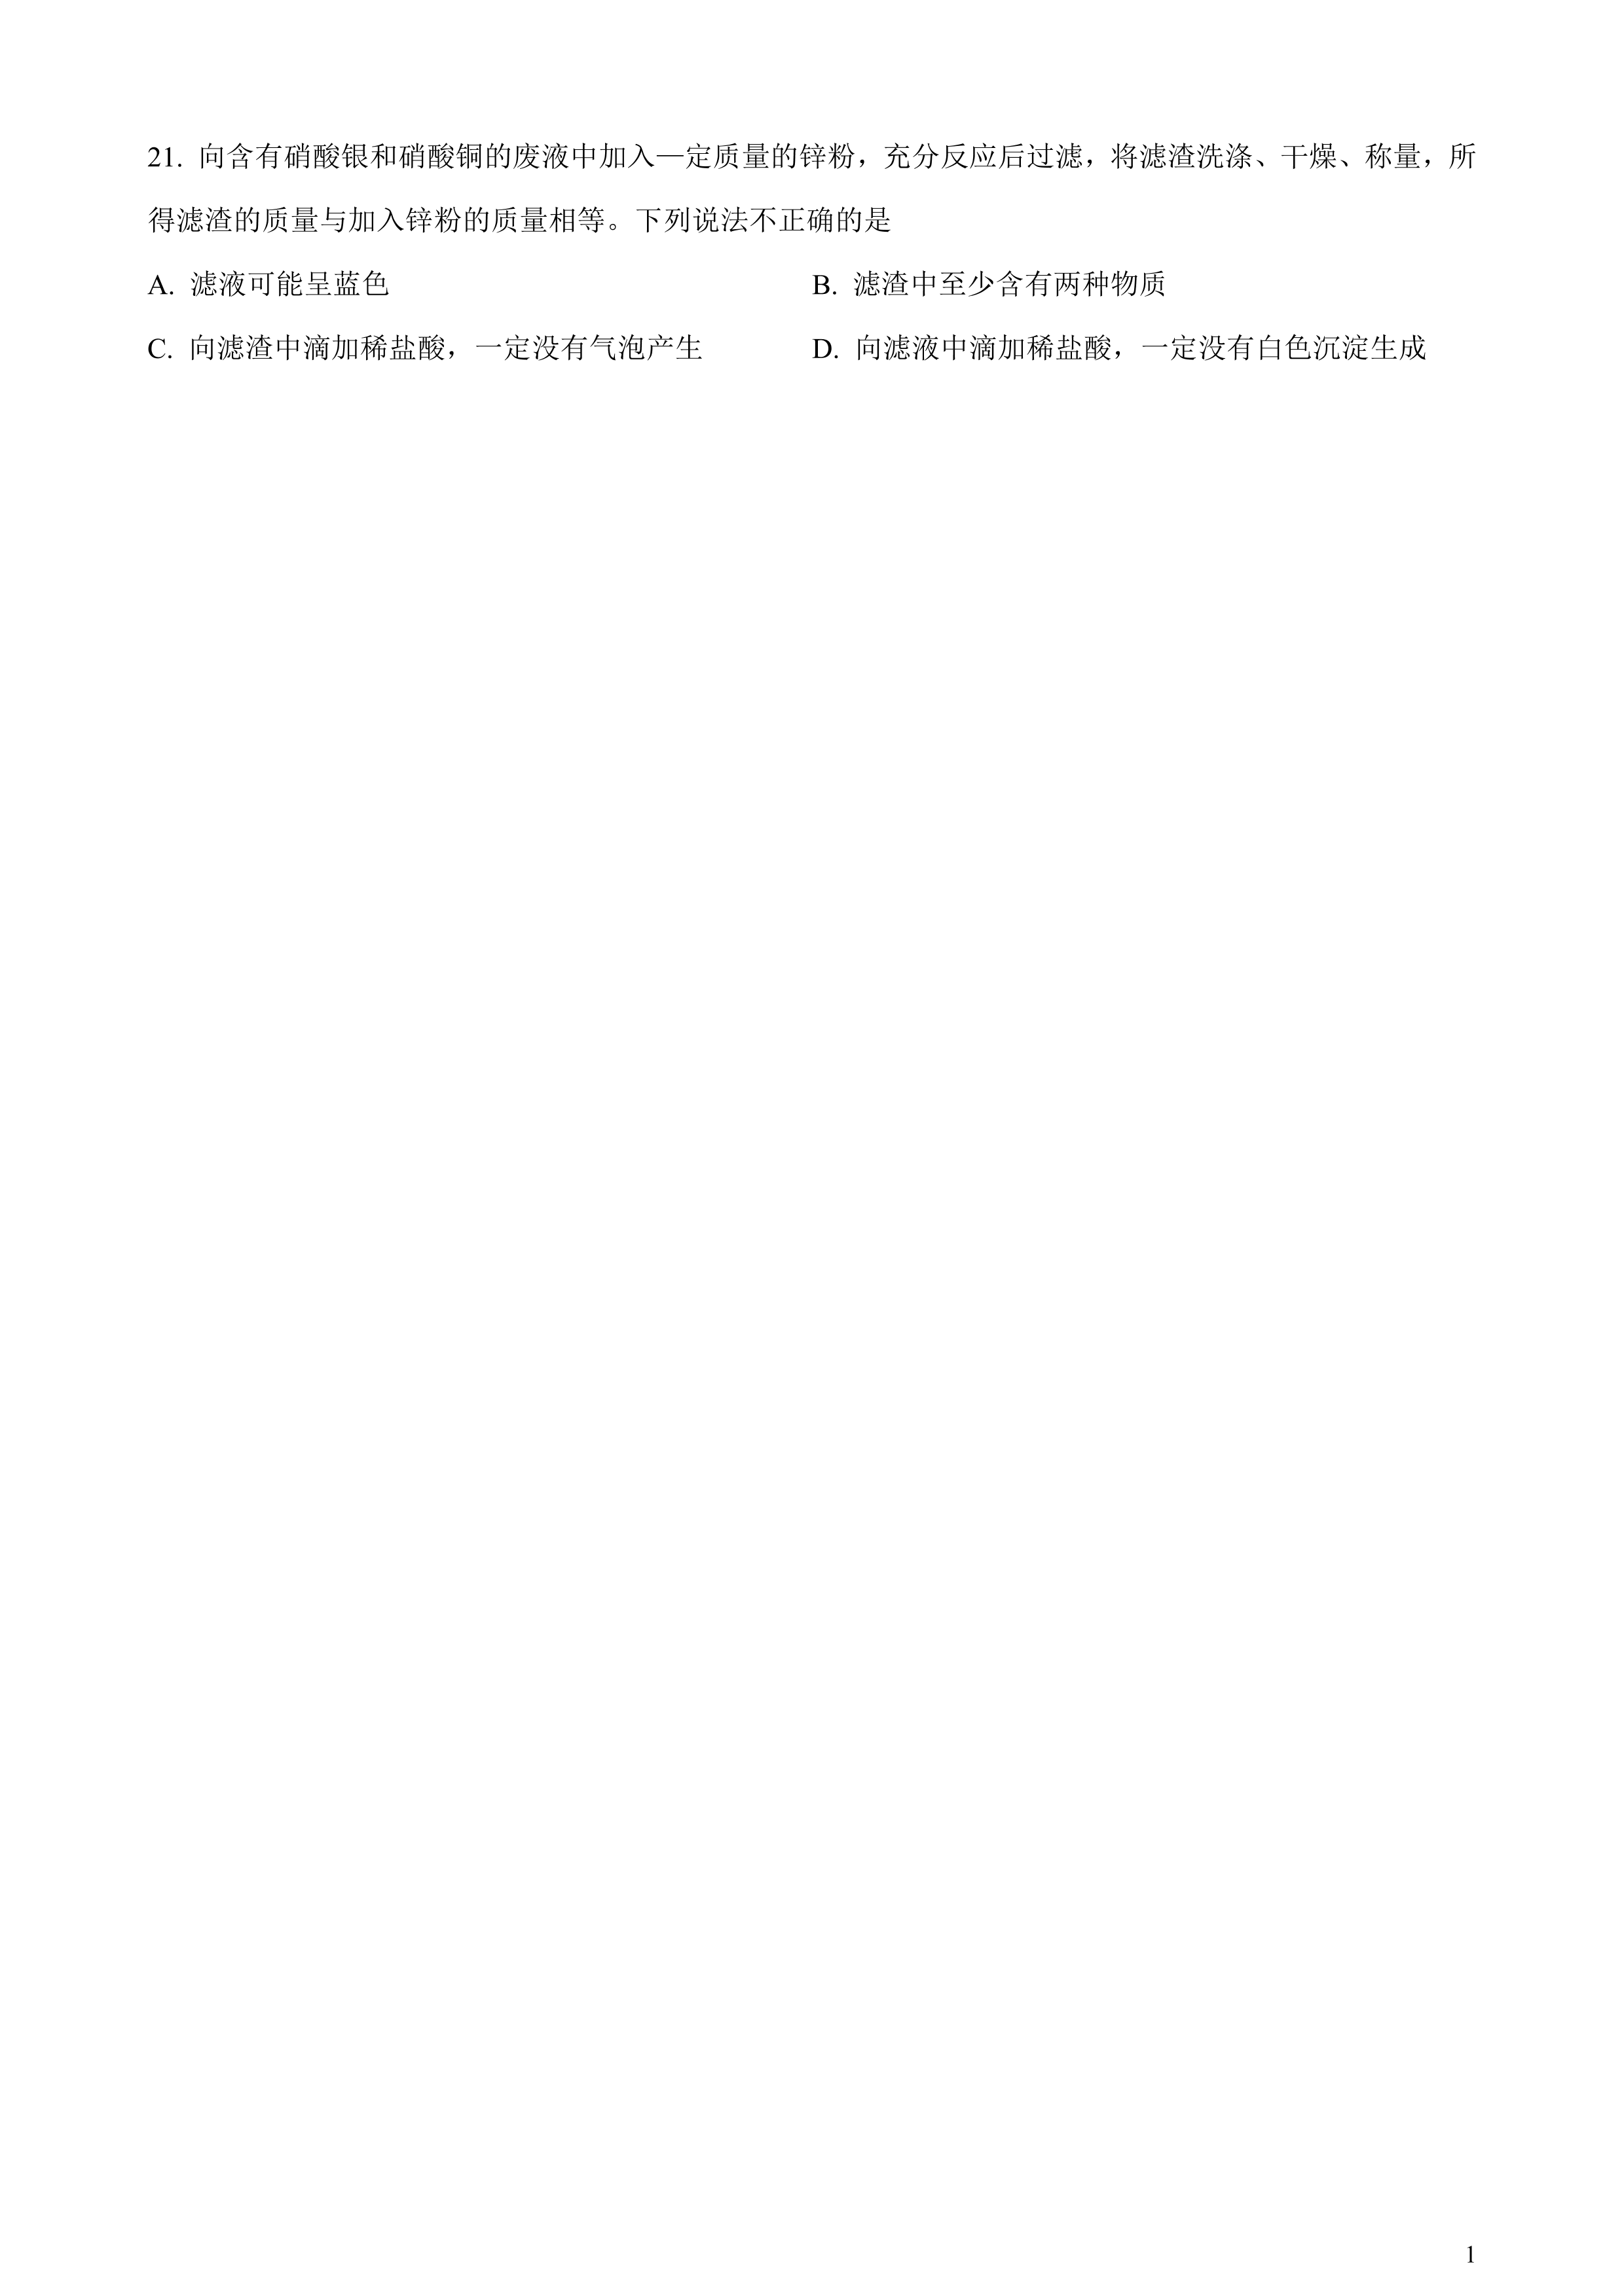 21. 向含有硝酸银和硝酸铜的废液中加入—定质量的锌粉，充分反应后过滤，将滤渣洗涤、干燥、称量，所
得滤渣的质量与加入锌粉的质量相等。下列说法不正确的是
A. 滤液可能呈蓝色 B. 滤渣中至少含有两种物质
C. 向滤渣中滴加稀盐酸，一定没有气泡产生 D. 向滤液中滴加稀盐酸，一定没有白色沉淀生成
1